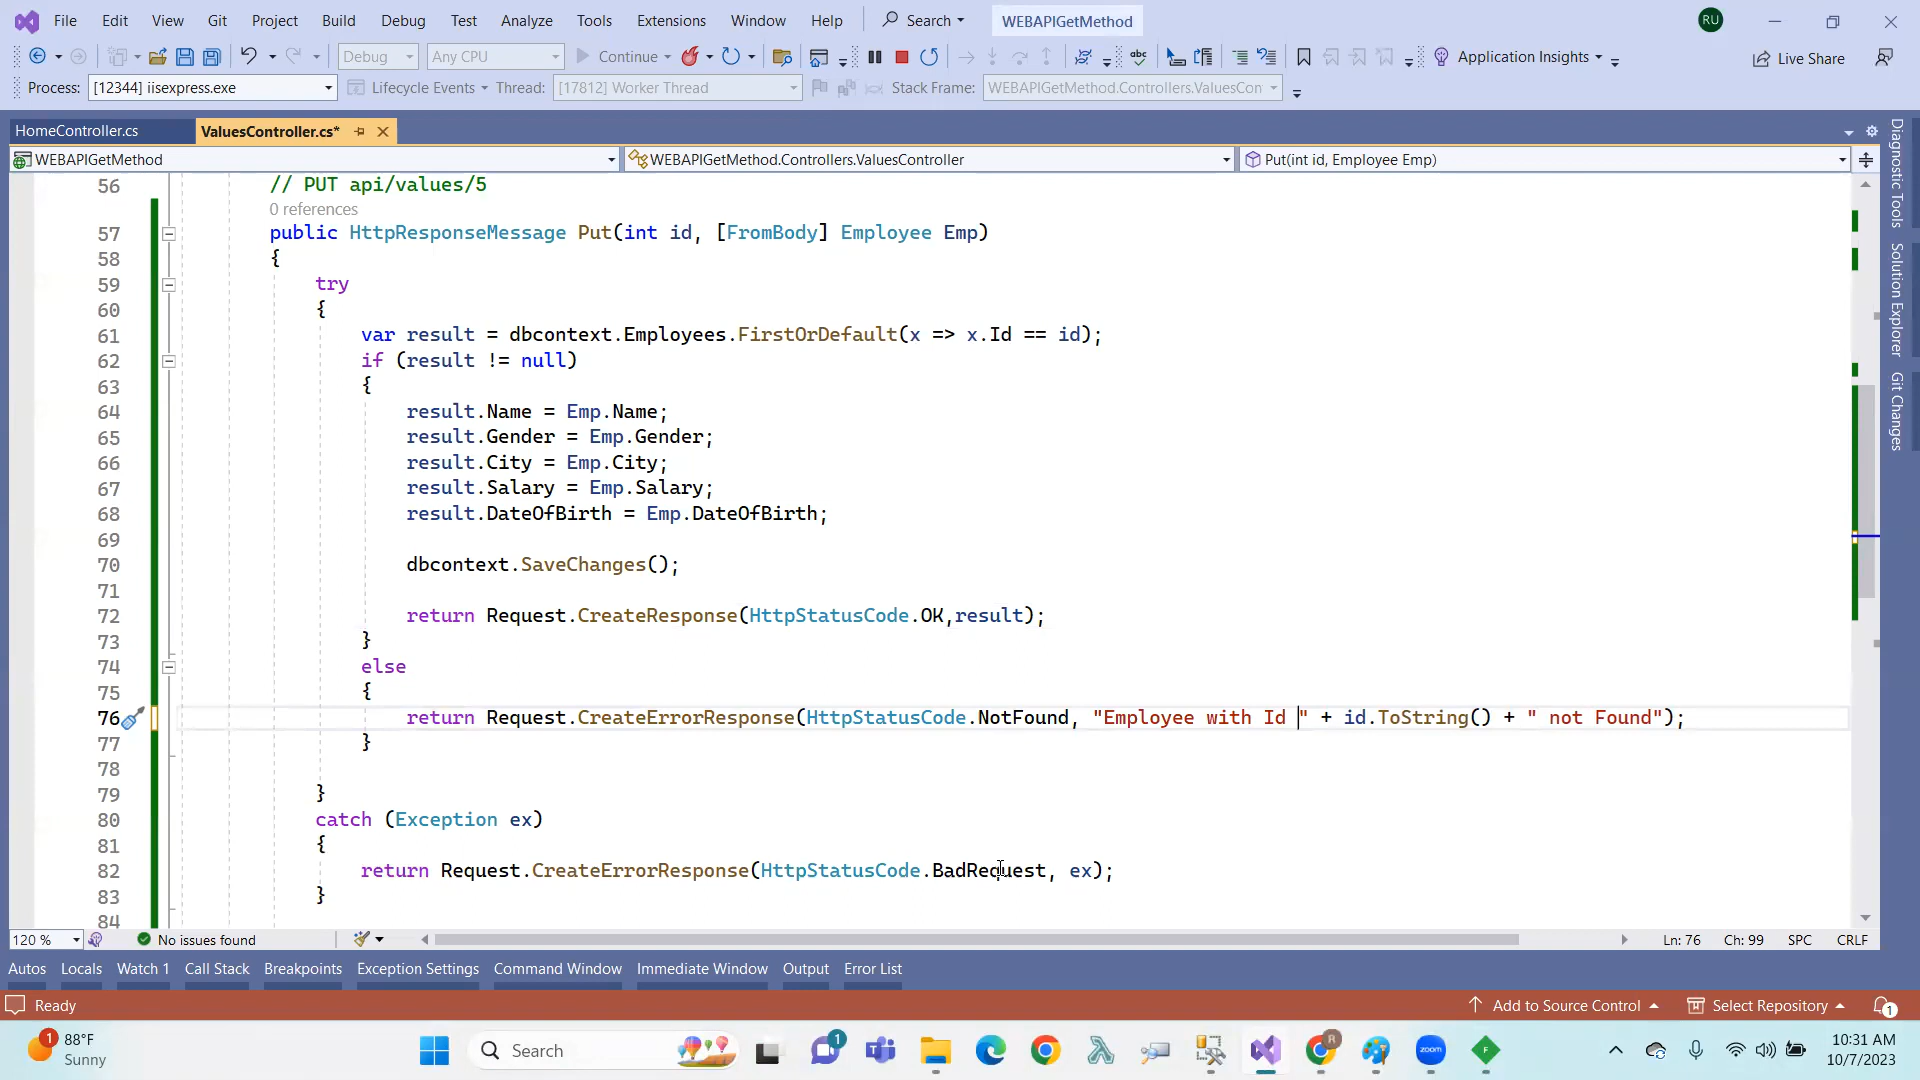 File Edit View Git Project Build Debug Test Analyze Tools Extensions Window Help Search WEBAPIGetMethod RU
Debug Any CPU Continue Application Insights Live Share
Process: [12344] iisexpress.exe Lifecycle Events Thread: [17812] Worker Thread Stack Frame: WEBAPIGetMethod.Controllers.ValuesCon
HomeController.cs ValuesController.cs*
WEBAPIGetMethod WEBAPIGetMethod.Controllers.ValuesController Put(int id, Employee Emp)
56 // PUT api/values/5
0 references
57 public HttpResponseMessage Put(int id, [FromBody] Employee Emp)
58 {
59 try
60 {
61 var result = dbcontext.Employees.FirstOrDefault(x => x.Id == id);
62 if (result != null)
63 {
64 result.Name = Emp.Name;
65 result.Gender = Emp.Gender;
66 result.City = Emp.City;
67 result.Salary = Emp.Salary;
68 result.DateOfBirth = Emp.DateOfBirth;
69
70 dbcontext.SaveChanges();
71
72 return Request.CreateResponse(HttpStatusCode.OK,result);
73 }
74 else
75 {
76 return Request.CreateErrorResponse(HttpStatusCode.NotFound, "Employee with Id " + id.ToString() + " not Found");
77 }
78
79 }
80 catch (Exception ex)
81 {
82 return Request.CreateErrorResponse(HttpStatusCode.BadRequest, ex);
83 }
84
Diagnostic Tools
Solution Explorer
Git Changes
120 % No issues found Ln: 76 Ch: 99 SPC CRLF
Autos Locals Watch 1 Call Stack Breakpoints Exception Settings Command Window Immediate Window Output Error List
Ready Add to Source Control Select Repository 1
1 88°F
Sunny
Search
1
R
zoom
F
10:31 AM
10/7/2023